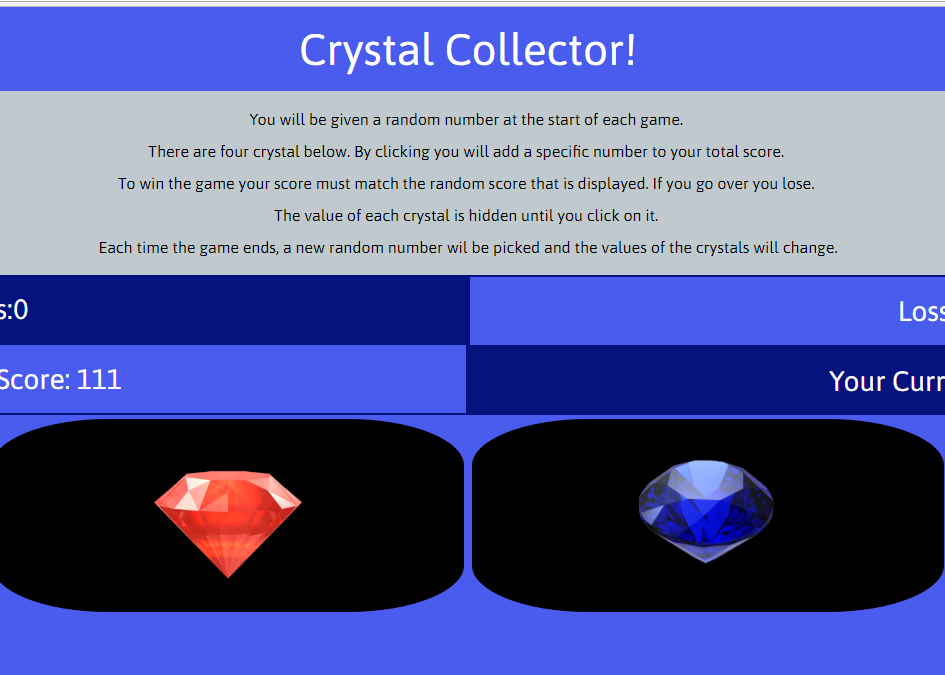 Crystal Collector!
You will be given a random number at the start of each game.
There are four crystal below. By clicking you will add a specific number to your total score.
To win the game your score must match the random score that is displayed. If you go over you lose.
The value of each crystal is hidden until you click on it.
Each time the game ends, a new random number wil be picked and the values of the crystals will change.
s:0
Loss
Score: 111
Your Curr